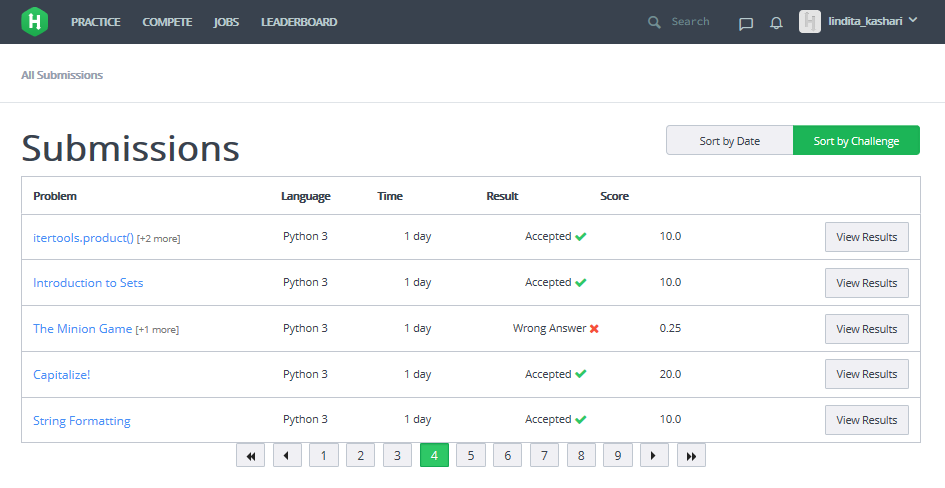 H PRACTICE COMPETE JOBS LEADERBOARD Search lindita_kashari
All Submissions
Submissions
Sort by Date Sort by Challenge
Problem Language Time Result Score
itertools.product() [+2 more] Python 3 1 day Accepted 10.0 View Results
Introduction to Sets Python 3 1 day Accepted 10.0 View Results
The Minion Game [+1 more] Python 3 1 day Wrong Answer 0.25 View Results
Capitalize! Python 3 1 day Accepted 20.0 View Results
String Formatting Python 3 1 day Accepted 10.0 View Results
1 2 3 4 5 6 7 8 9